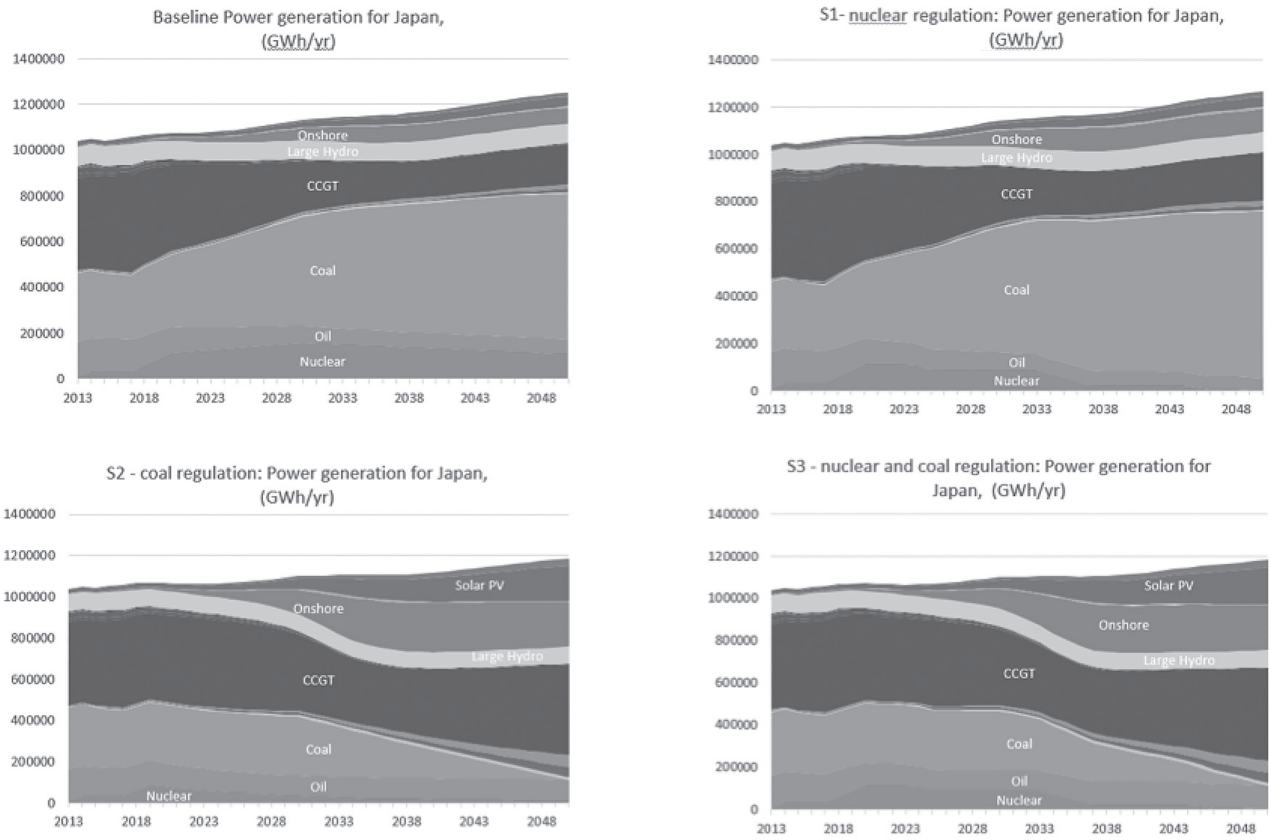 Baseline Power generation for Japan,
(GWh/yr)
1400000
1200000
1000000
800000
600000
400000
200000
0
Onshore
Large Hydro
CCGT
Coal
Oil
Nuclear
2013 2018 2023 2028 2033 2038 2043 2048
S1- nuclear regulation: Power generation for Japan,
(GWh/yr)
1400000
1200000
1000000
800000
600000
400000
200000
0
Onshore
Large Hydro
CCGT
Coal
Oil
Nuclear
2013 2018 2023 2028 2033 2038 2043 2048
S2 - coal regulation: Power generation for Japan,
(GWh/yr)
1400000
1200000
1000000
800000
600000
400000
200000
0
Solar PV
Onshore
Large Hydro
CCGT
Coal
Oil
Nuclear
2013 2018 2023 2028 2033 2038 2043 2048
S3 - nuclear and coal regulation: Power generation for
Japan, (GWh/yr)
1400000
1200000
1000000
800000
600000
400000
200000
0
Solar PV
Onshore
Large Hydro
CCGT
Coal
Oil
Nuclear
2013 2018 2023 2028 2033 2038 2043 2048